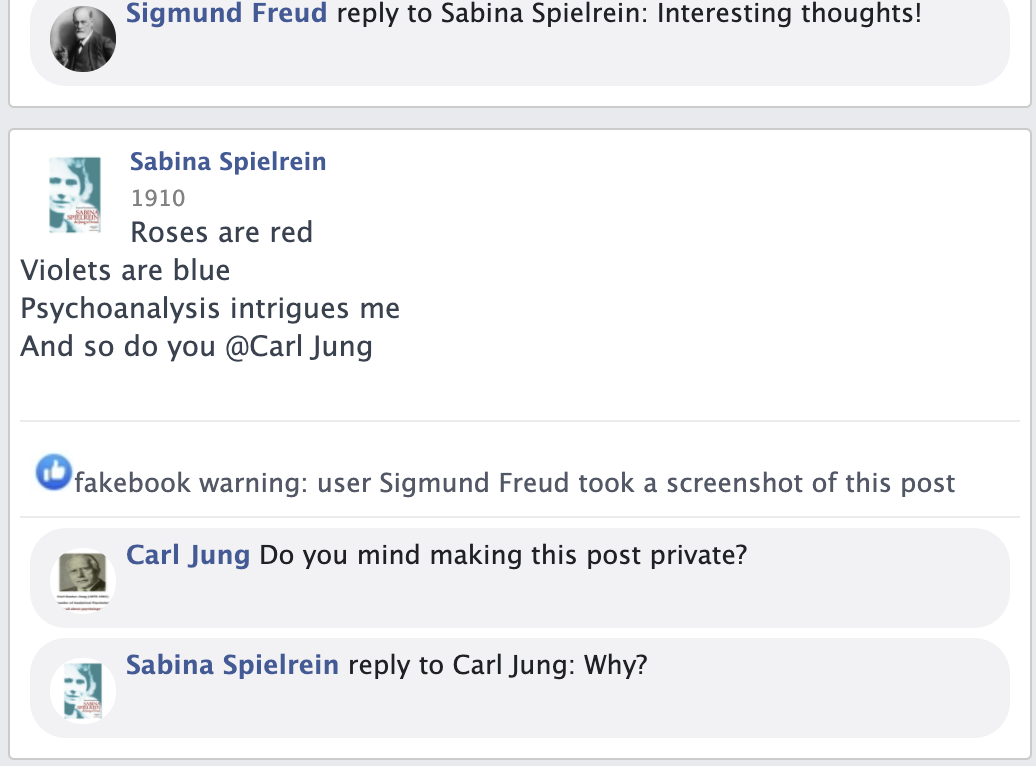 Sigmund Freud reply to Sabina Spielrein: Interesting thoughts!
Sabina Spielrein
1910
Roses are red
Violets are blue
Psychoanalysis intrigues me
And so do you @Carl Jung
fakebook warning: user Sigmund Freud took a screenshot of this post
Carl Jung Do you mind making this post private?
Sabina Spielrein reply to Carl Jung: Why?